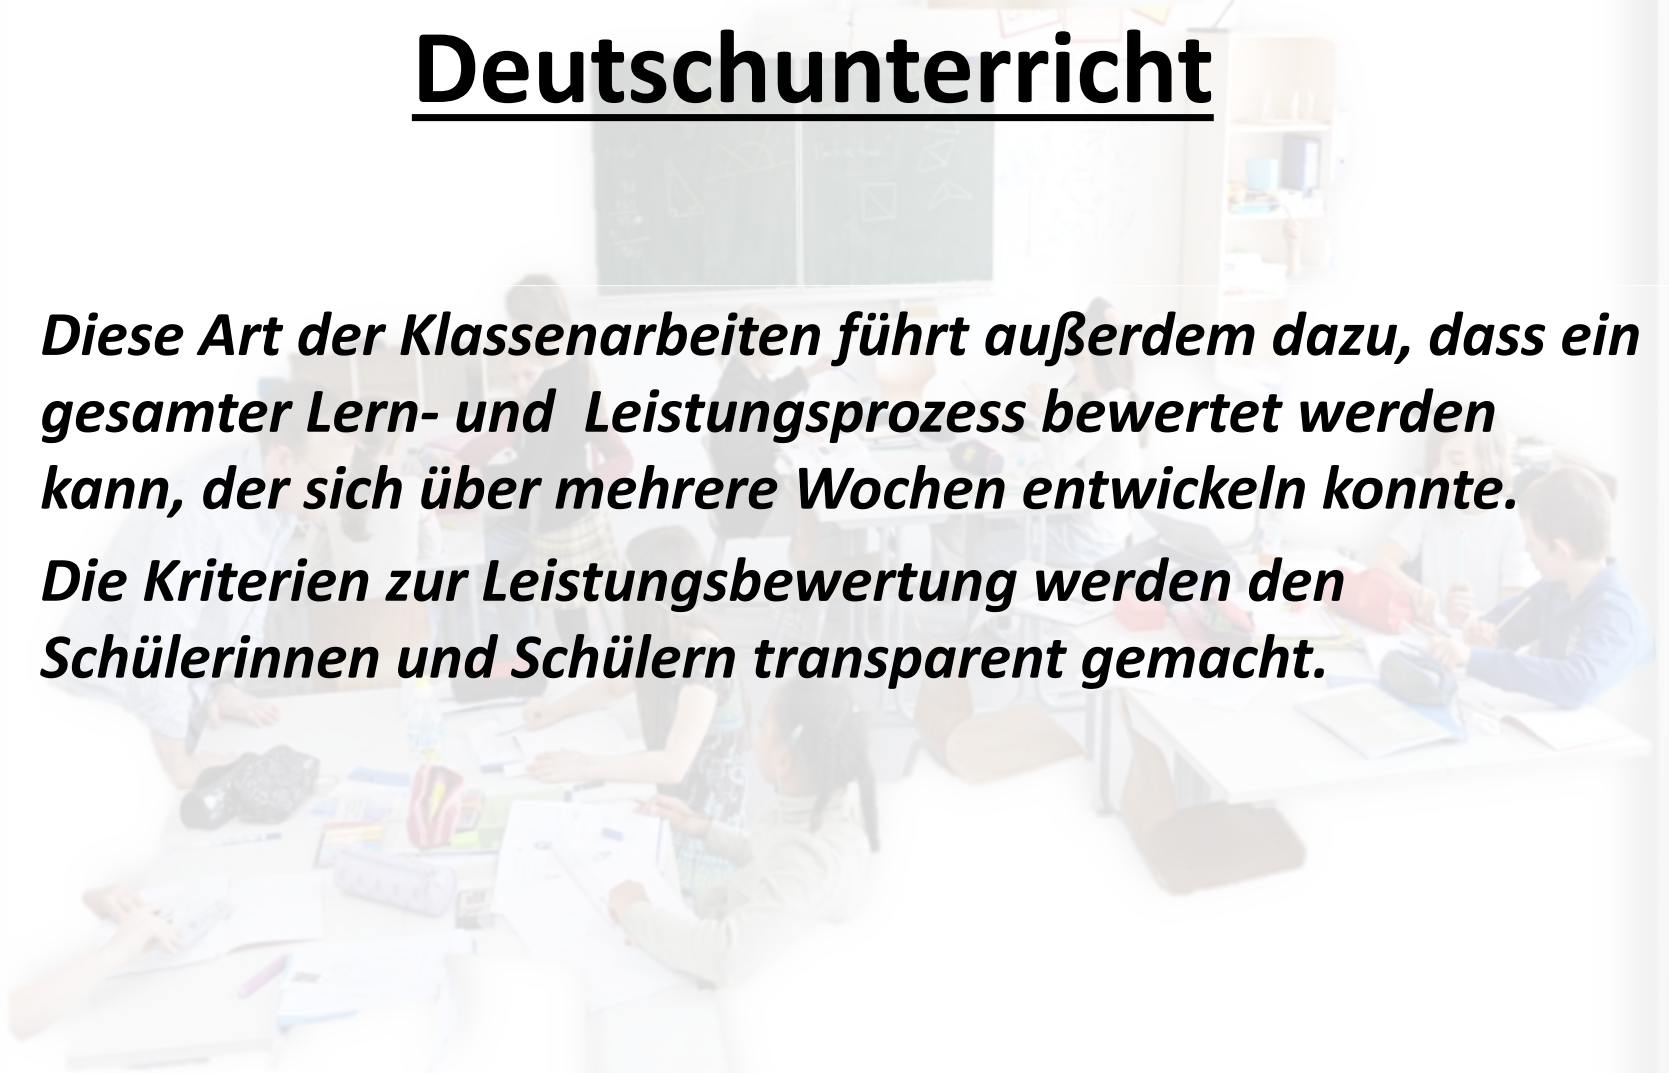 Deutschunterricht
Diese Art der Klassenarbeiten führt außerdem dazu, dass ein
gesamter Lern- und  Leistungsprozess bewertet werden
kann, der sich über mehrere Wochen entwickeln konnte.
Die Kriterien zur Leistungsbewertung werden den
Schülerinnen und Schülern transparent gemacht.